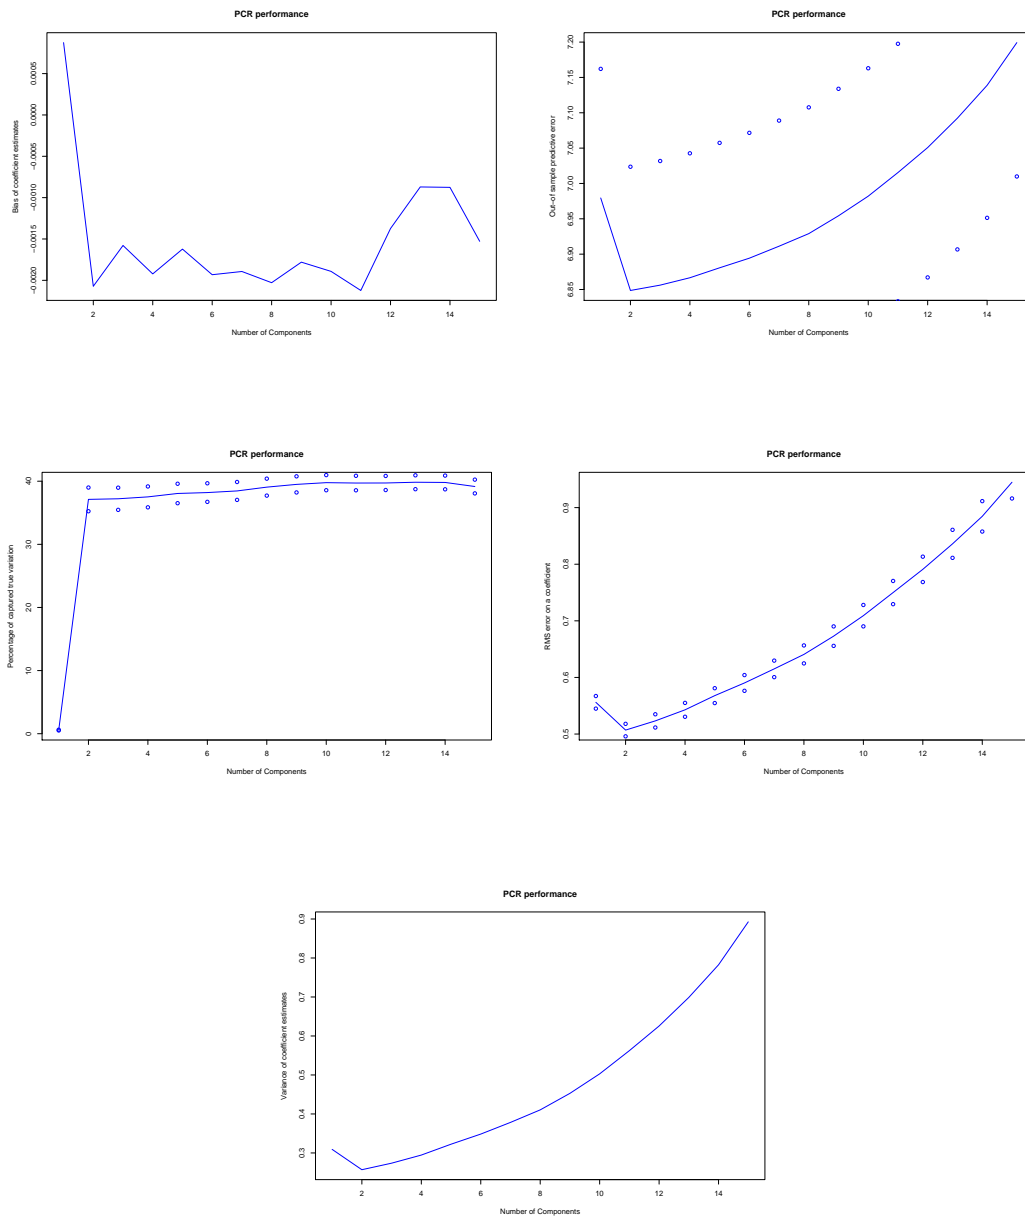 PCR performance
Bias of coefficient estimates
0.0005
0.0000
-0.0005
-0.0010
-0.0015
-0.0020
2 4 6 8 10 12 14
Number of Components
PCR performance
Out-of sample predictive error
7.20
7.15
7.10
7.05
7.00
6.95
6.90
6.85
2 4 6 8 10 12 14
Number of Components
PCR performance
Percentage of captured true variation
40
30
20
10
0
2 4 6 8 10 12 14
Number of Components
PCR performance
RMS error on a coefficient
0.9
0.8
0.7
0.6
0.5
2 4 6 8 10 12 14
Number of Components
PCR performance
Variance of coefficient estimates
0.9
0.8
0.7
0.6
0.5
0.4
0.3
2 4 6 8 10 12 14
Number of Components